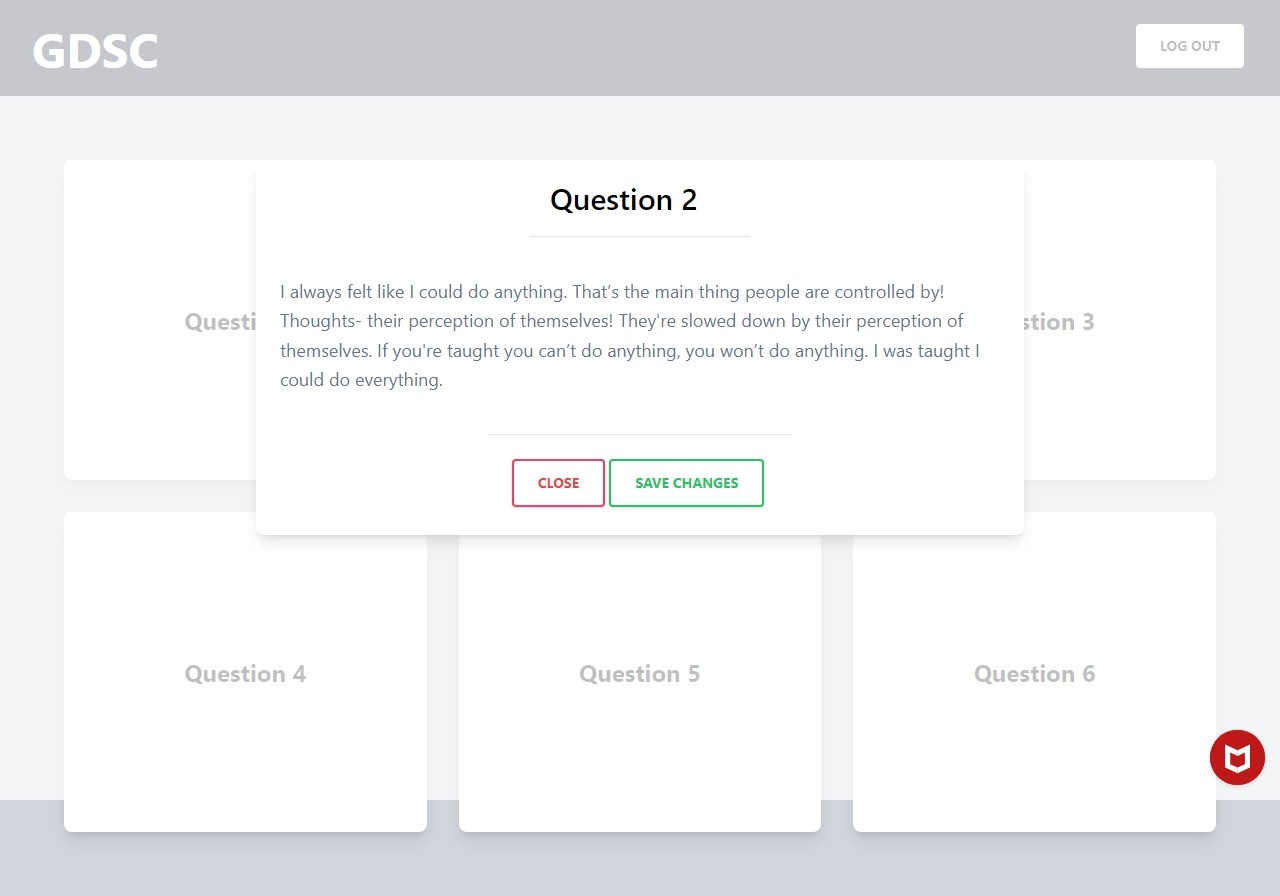 GDSC
LOG OUT
Question 2
I always felt like I could do anything. That’s the main thing people are controlled by!
Thoughts- their perception of themselves! They're slowed down by their perception of
themselves. If you're taught you can’t do anything, you won’t do anything. I was taught I
could do everything.
CLOSE
SAVE CHANGES
Questi
stion 3
Question 4
Question 5
Question 6